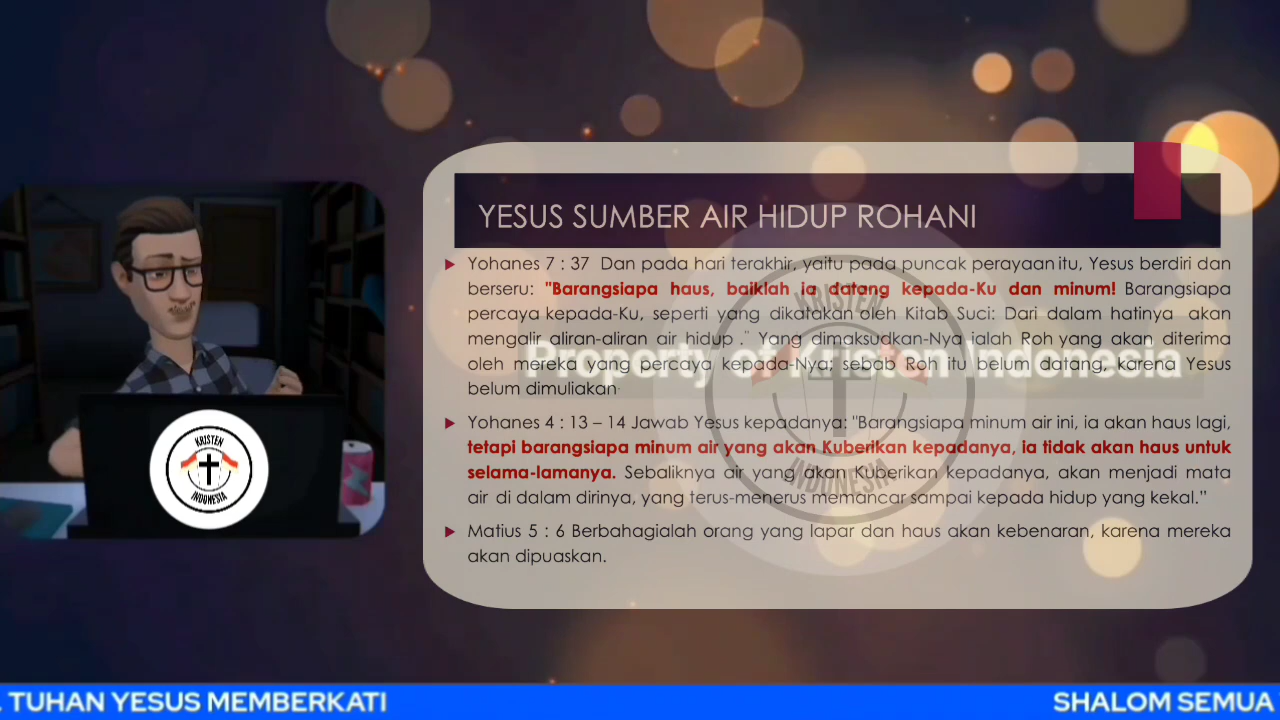 YESUS SUMBER AIR HIDUP ROHANI
Yohanes 7 : 37 Dan pada hari terakhir, yaitu pada puncak perayaan itu, Yesus berdiri dan
berseru: "Barangsiapa haus, baiklah ia datang kepada-Ku dan minum! Barangsiapa
percaya kepada-Ku, seperti yang dikatakan oleh Kitab Suci: Dari dalam hatinya akan
mengalir aliran-aliran air hidup ." Yang dimaksudkan-Nya ialah Roh yang akan diterima
oleh mereka yang percaya kepada-Nya; sebab Roh itu belum datang, karena Yesus
belum dimuliakan
Yohanes 4 : 13 – 14 Jawab Yesus kepadanya: "Barangsiapa minum air ini, ia akan haus lagi,
tetapi barangsiapa minum air yang akan Kuberikan kepadanya, ia tidak akan haus untuk
selama-lamanya. Sebaliknya air yang akan Kuberikan kepadanya, akan menjadi mata
air di dalam dirinya, yang terus-menerus memancar sampai kepada hidup yang kekal."
Matius 5 : 6 Berbahagialah orang yang lapar dan haus akan kebenaran, karena mereka
akan dipuaskan.
Property of Kristen Indonesia
KRISTEN
INDONESIA
KRISTEN
INDONESIA
. TUHAN YESUS MEMBERKATI
SHALOM SEMUA